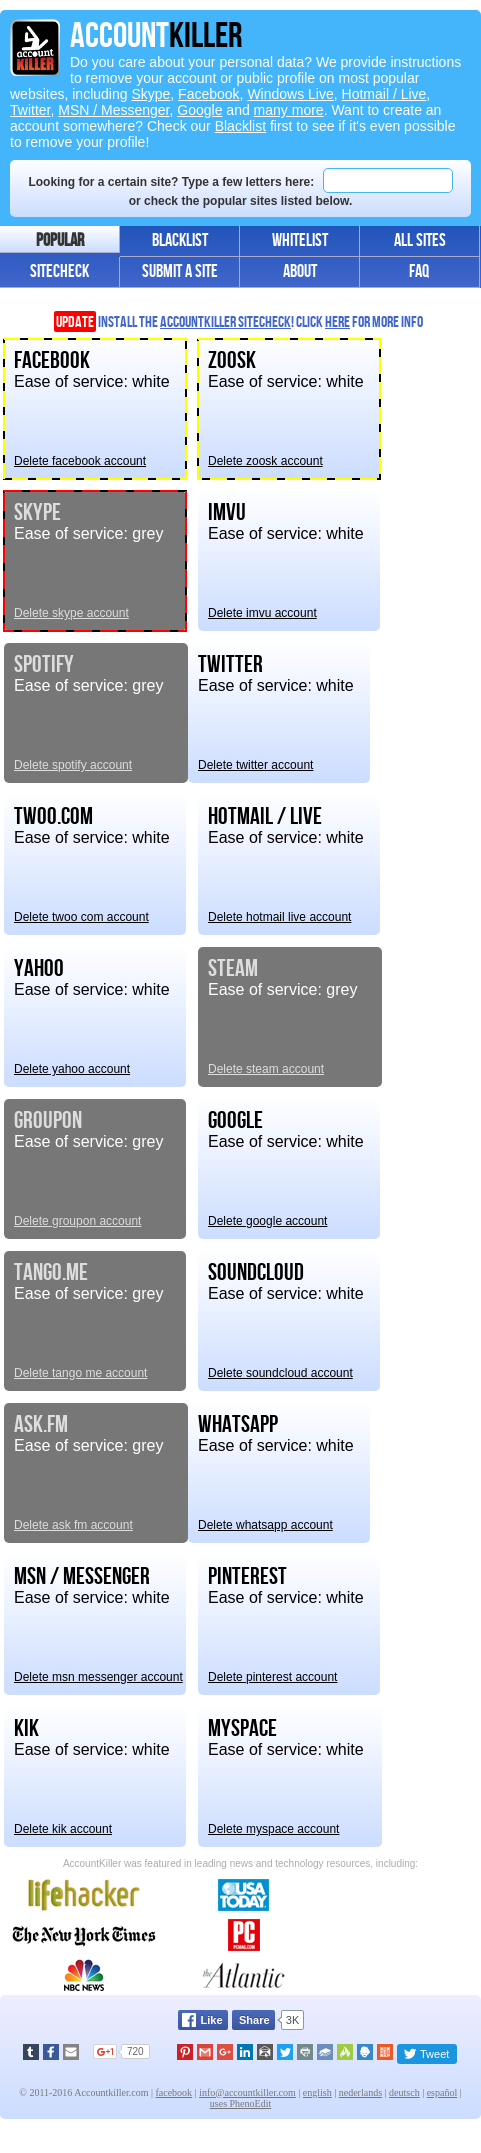 ACCOUNTKILLER
ACCOUNT
KILLER
Do you care about your personal data? We provide instructions
to remove your account or public profile on most popular
websites, including Skype, Facebook, Windows Live, Hotmail / Live,
Twitter, MSN / Messenger, Google and many more. Want to create an
account somewhere? Check our Blacklist first to see if it's even possible
to remove your profile!
Looking for a certain site? Type a few letters here:
or check the popular sites listed below.
POPULAR BLACKLIST WHITELIST ALL SITES
SITECHECK SUBMIT A SITE ABOUT FAQ
UPDATE INSTALL THE ACCOUNTKILLER SITECHECK! CLICK HERE FOR MORE INFO
FACEBOOK ZOOSK
Ease of service: white Ease of service: white
Delete facebook account Delete zoosk account
SKYPE IMVU
Ease of service: grey Ease of service: white
Delete skype account Delete imvu account
SPOTIFY TWITTER
Ease of service: grey Ease of service: white
Delete spotify account Delete twitter account
TWOO.COM HOTMAIL / LIVE
Ease of service: white Ease of service: white
Delete twoo com account Delete hotmail live account
YAHOO STEAM
Ease of service: white Ease of service: grey
Delete yahoo account Delete steam account
GROUPON GOOGLE
Ease of service: grey Ease of service: white
Delete groupon account Delete google account
TANGO.ME SOUNDCLOUD
Ease of service: grey Ease of service: white
Delete tango me account Delete soundcloud account
ASK.FM WHATSAPP
Ease of service: grey Ease of service: white
Delete ask fm account Delete whatsapp account
MSN / MESSENGER PINTEREST
Ease of service: white Ease of service: white
Delete msn messenger account Delete pinterest account
KIK MYSPACE
Ease of service: white Ease of service: white
Delete kik account Delete myspace account
AccountKiller was featured in leading news and technology resources, including:
lifehacker USA TODAY
The New York Times PC PCMAG.COM
NBC NEWS the Atlantic
Like Share 3K
G+1 720 Tweet
© 2011-2016 Accountkiller.com | facebook | info@accountkiller.com | english | nederlands | deutsch | español |
uses PhenoEdit